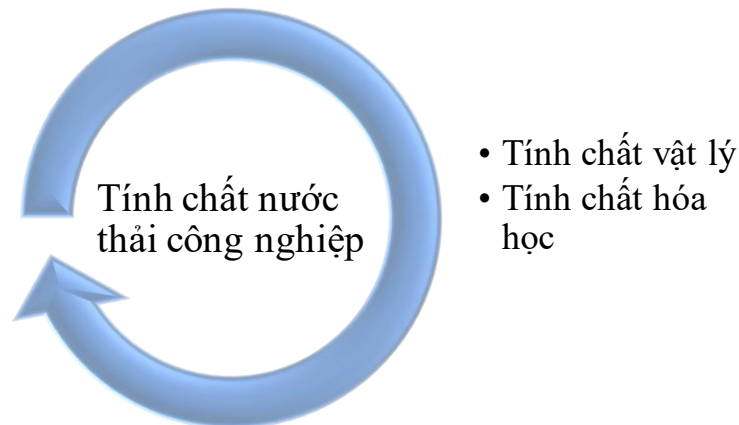 Tính chất nước
thải công nghiệp
• Tính chất vật lý
• Tính chất hóa
học